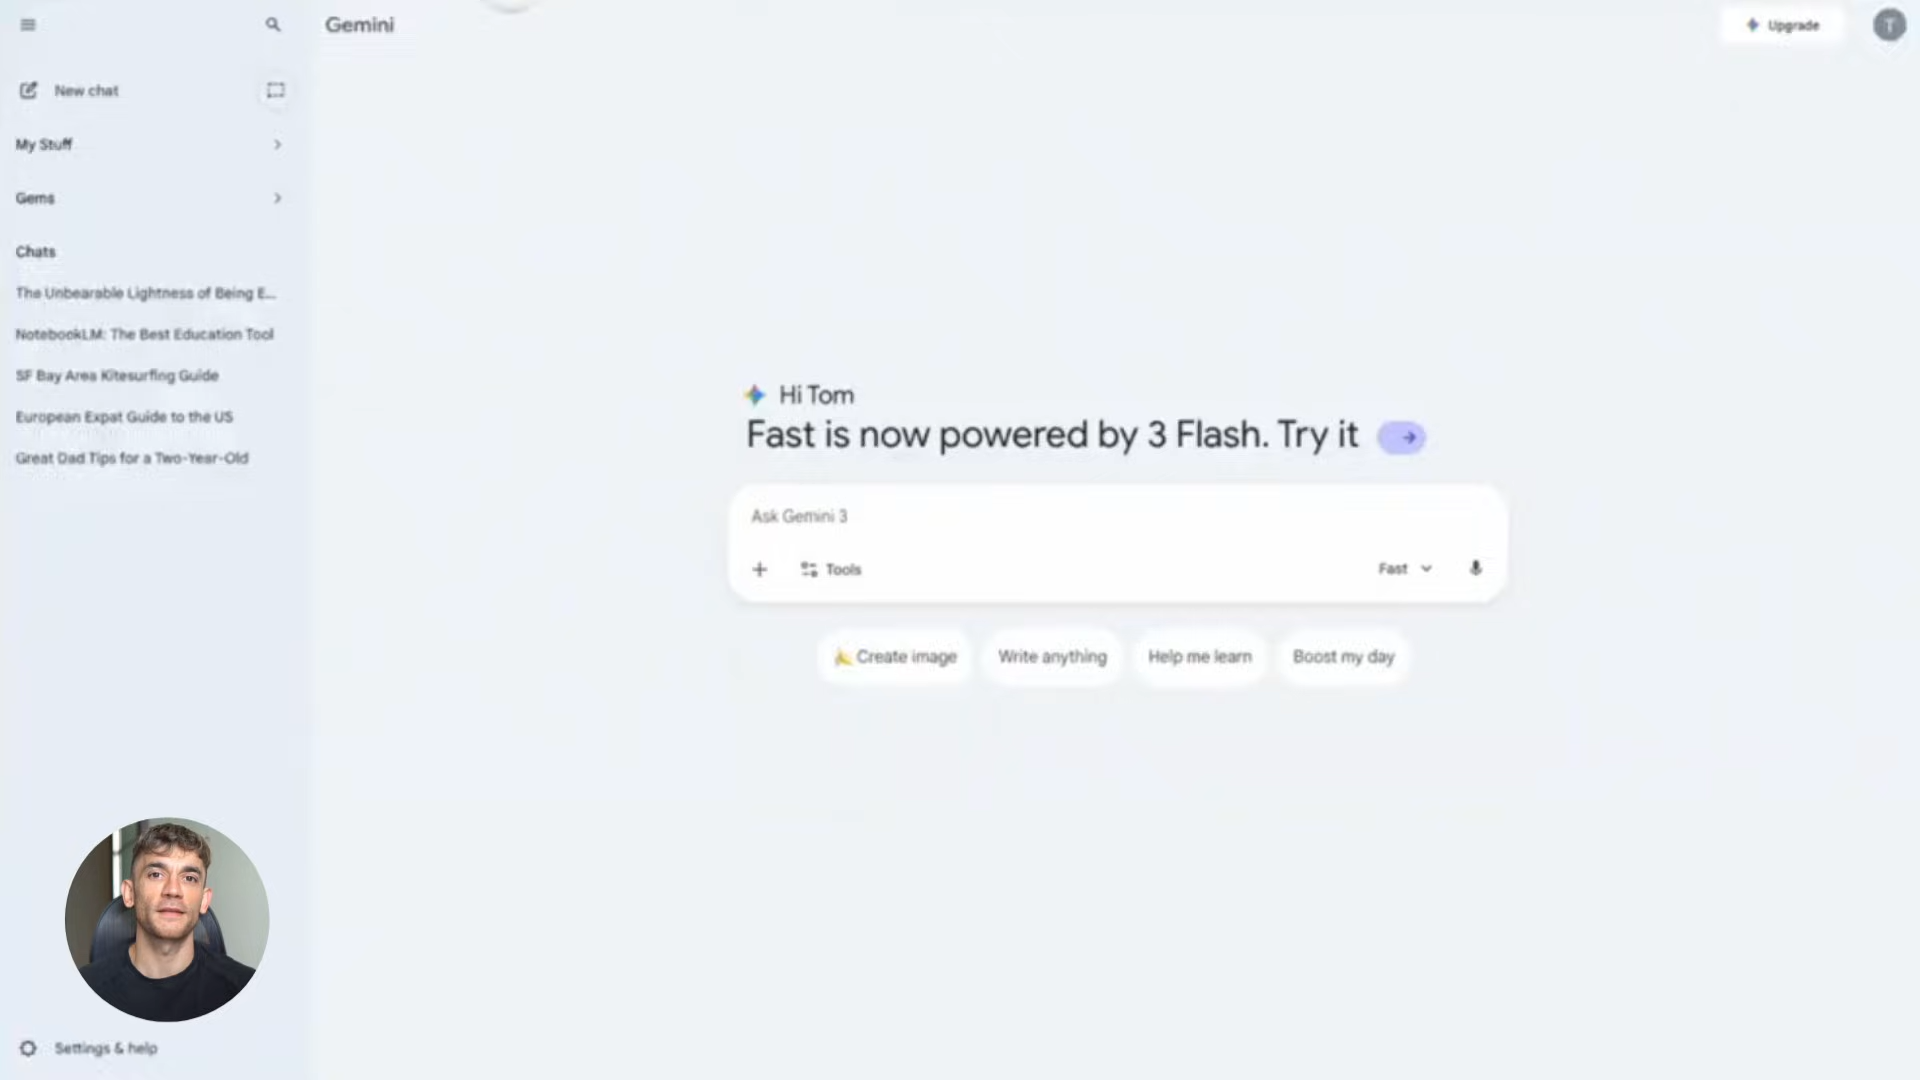 Gemini
Upgrade
T
New chat
My Stuff
Gems
Chats
The Unbearable Lightness of Being E...
NotebookLM: The Best Education Tool
SF Bay Area Kitesurfing Guide
European Expat Guide to the US
Great Dad Tips for a Two-Year-Old
Settings & help
Hi Tom
Fast is now powered by 3 Flash. Try it
Ask Gemini 3
Tools
Fast
Create image
Write anything
Help me learn
Boost my day